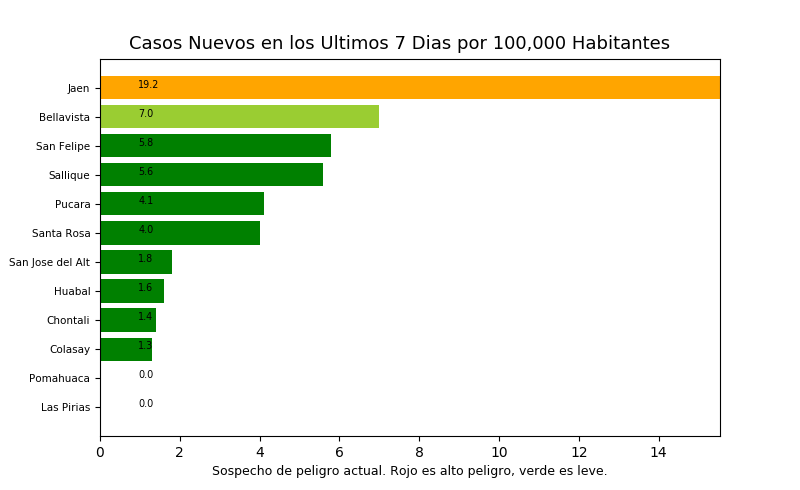 Casos Nuevos en los Ultimos 7 Dias por 100,000 Habitantes
Jaen 19.2
Bellavista 7.0
San Felipe 5.8
Sallique 5.6
Pucara 4.1
Santa Rosa 4.0
San Jose del Alt 1.8
Huabal 1.6
Chontali 1.4
Colasay 1.3
Pomahuaca 0.0
Las Pirias 0.0
0 2 4 6 8 10 12 14
Sospecho de peligro actual. Rojo es alto peligro, verde es leve.